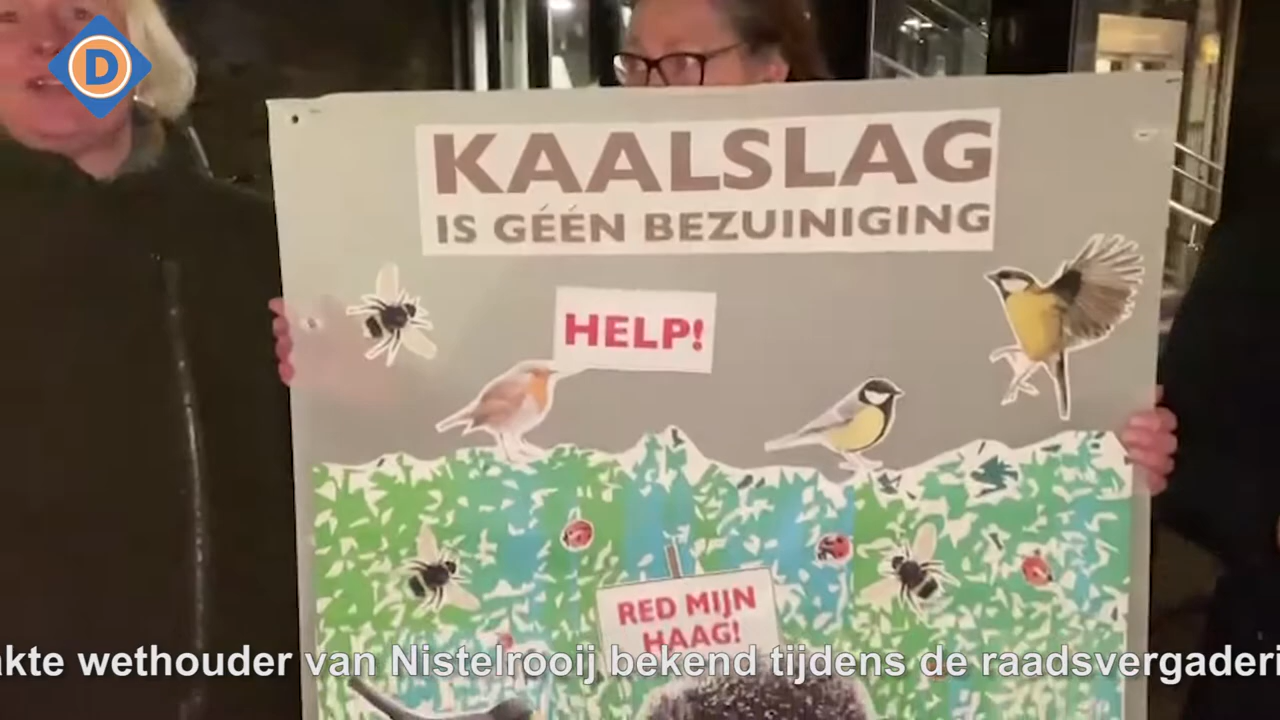 D
KAALSLAG
IS GÉÉN BEZUINIGING
HELP!
RED MIJN
HAAG!
wethouder van Nistelrooij bekend tijdens de